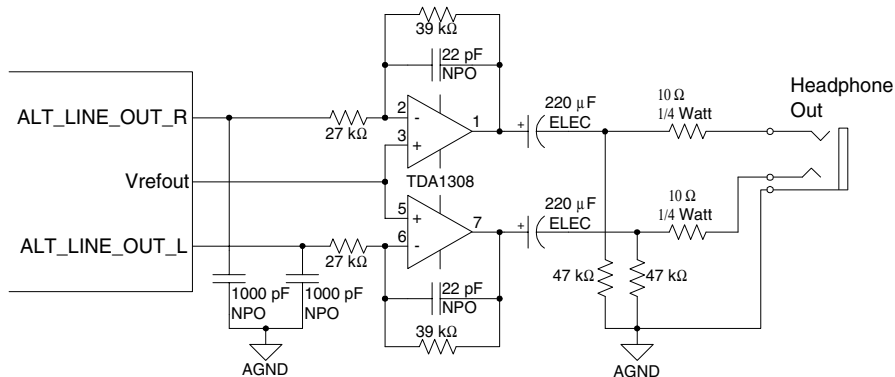 39 kΩ
22 pF
NPO
Headphone
Out
220 µF
ELEC
10 Ω
1/4 Watt
ALT_LINE_OUT_R
27 kΩ
2
-
3
+
1
+
TDA1308
Vrefout
10 Ω
1/4 Watt
220 µF
ELEC
5
+
6
-
7
+
ALT_LINE_OUT_L
27 kΩ
1000 pF
NPO
1000 pF
NPO
22 pF
NPO
39 kΩ
47 kΩ
47 kΩ
AGND
AGND